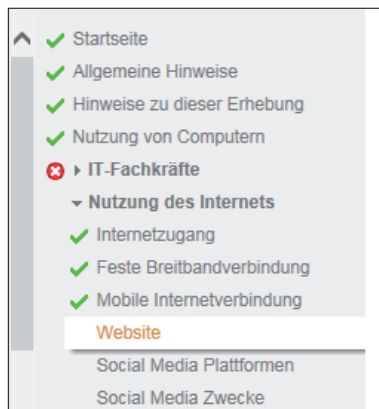 Startseite
Allgemeine Hinweise
Hinweise zu dieser Erhebung
Nutzung von Computern
IT-Fachkräfte
Nutzung des Internets
Internetzugang
Feste Breitbandverbindung
Mobile Internetverbindung
Website
Social Media Plattformen
Social Media Zwecke